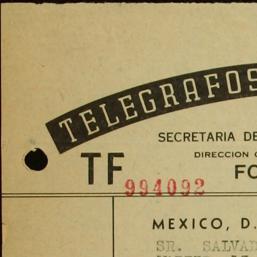 TELEGRAFOS
SECRETARIA DE
DIRECCION
TF
FO
994092
MEXICO, D.
SR. SALVAD